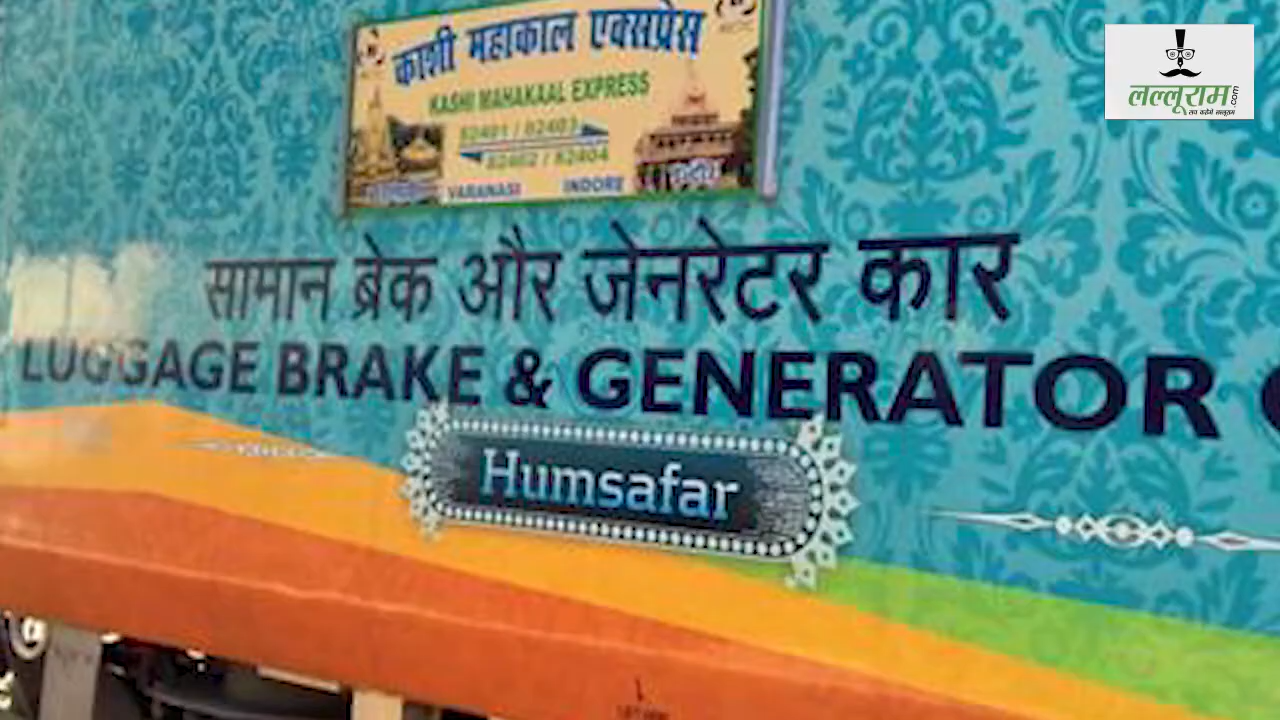 काशी महाकाल एक्सप्रेस
KASHI MAHAKAAL EXPRESS
82401 / 82403
82402 / 82404
VARANASI INDORE इंदौर
सामान ब्रेक और जेनरेटर कार
LUGGAGE BRAKE & GENERATOR
Humsafar
लल्लूराम